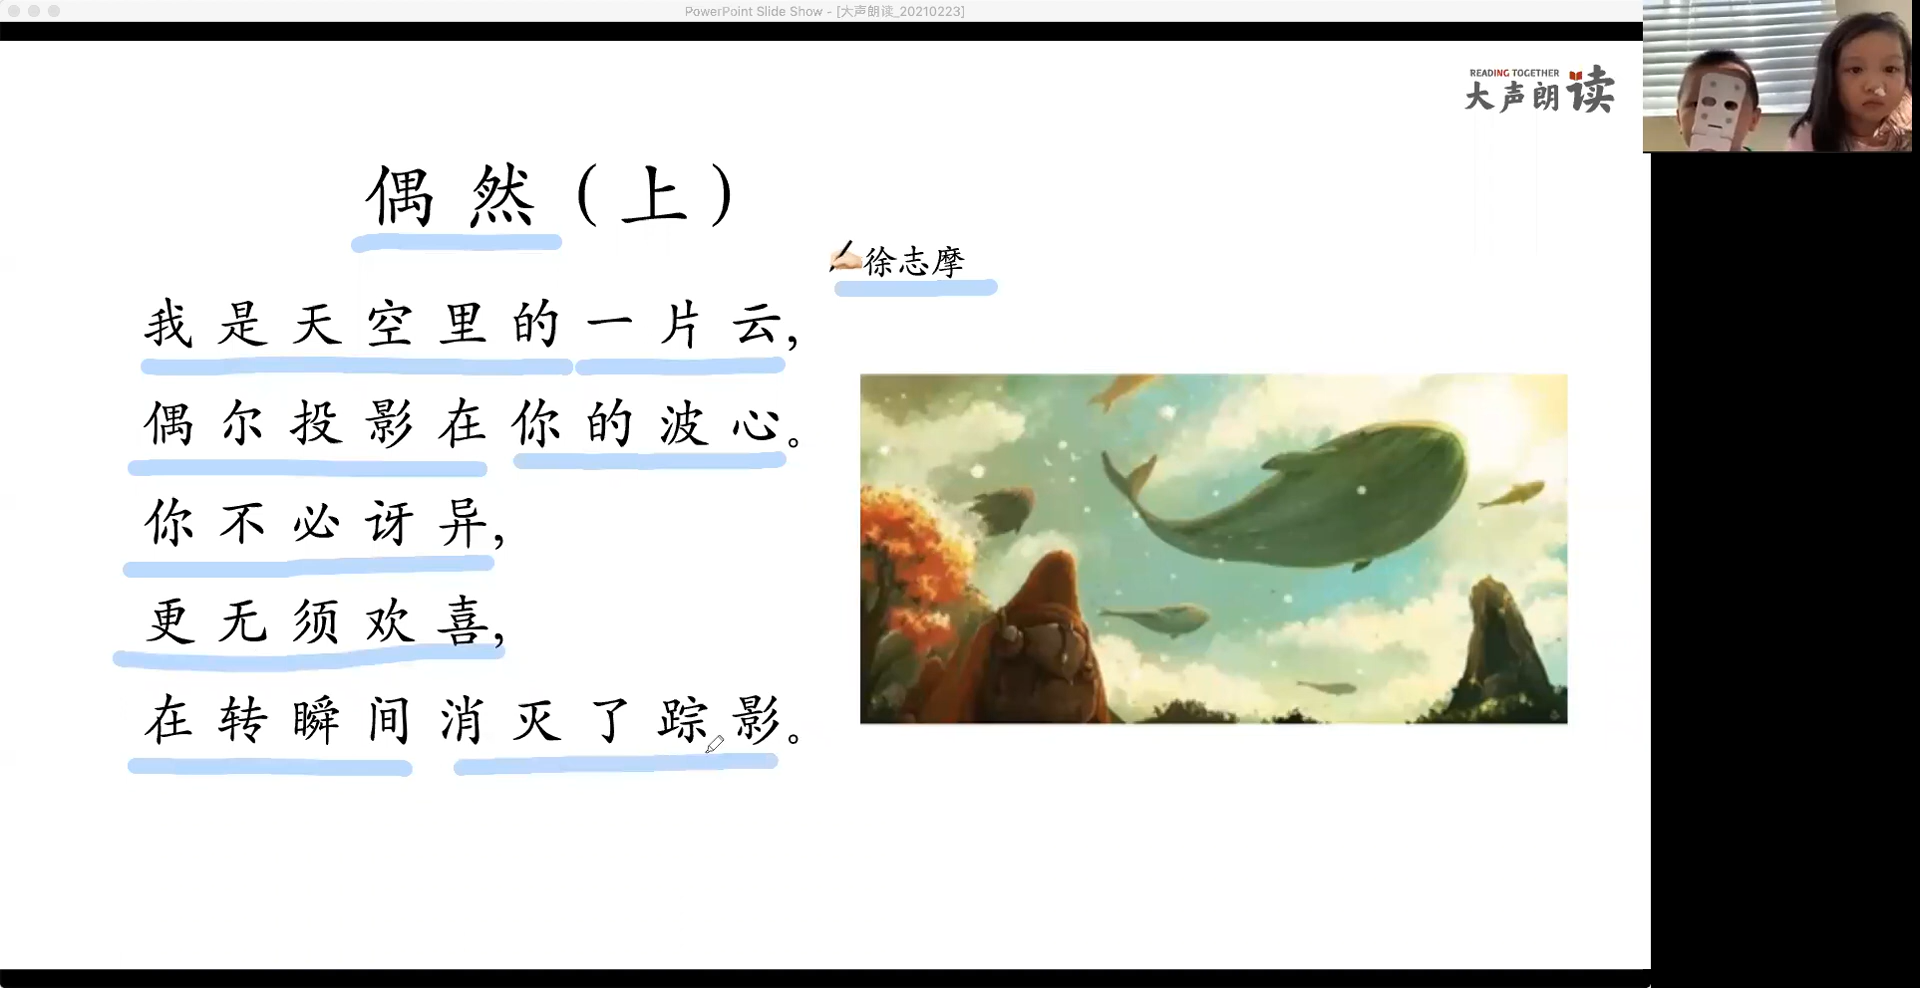 PowerPoint Slide Show - [大声朗读_20210223]
READING TOGETHER
大声朗读
偶然(上)
徐志摩
我是天空里的一片云,
偶尔投影在你的波心。
你不必讶异,
更无须欢喜,
在转瞬间消灭了踪影。